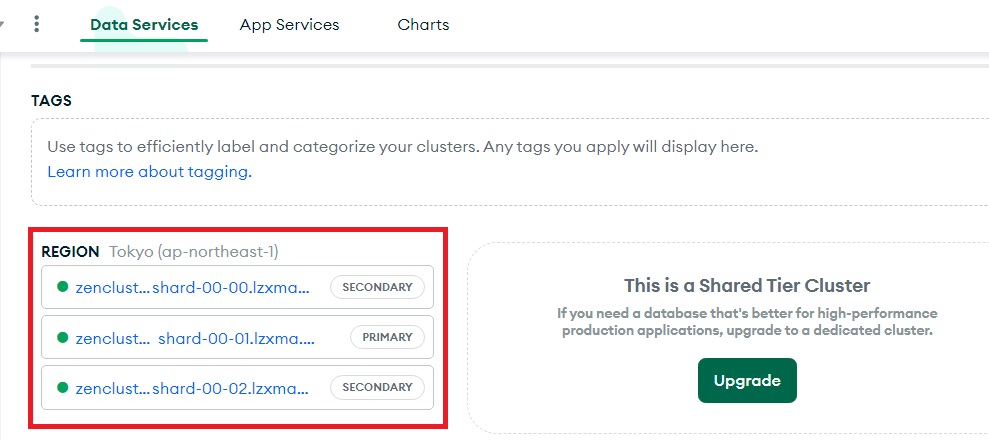 Data Services App Services Charts
TAGS
Use tags to efficiently label and categorize your clusters. Any tags you apply will display here.
Learn more about tagging.
REGION Tokyo (ap-northeast-1)
zenclust...shard-00-00.lzxma... SECONDARY
zenclust... shard-00-01.lzxma.... PRIMARY
zenclust...shard-00-02.lzxma... SECONDARY
This is a Shared Tier Cluster
If you need a database that's better for high-performance
production applications, upgrade to a dedicated cluster.
Upgrade